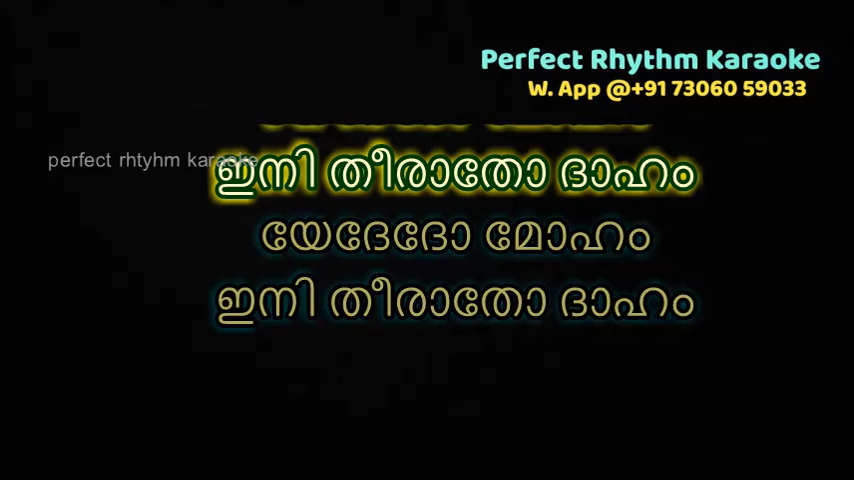 Perfect Rhythm Karaoke
W. App @+91 73060 59033
perfect rhtyhm karaoke
ഇനി തീരാതോ ദാഹം
യേദേദോ മോഹം
ഇനി തീരാതോ ദാഹം